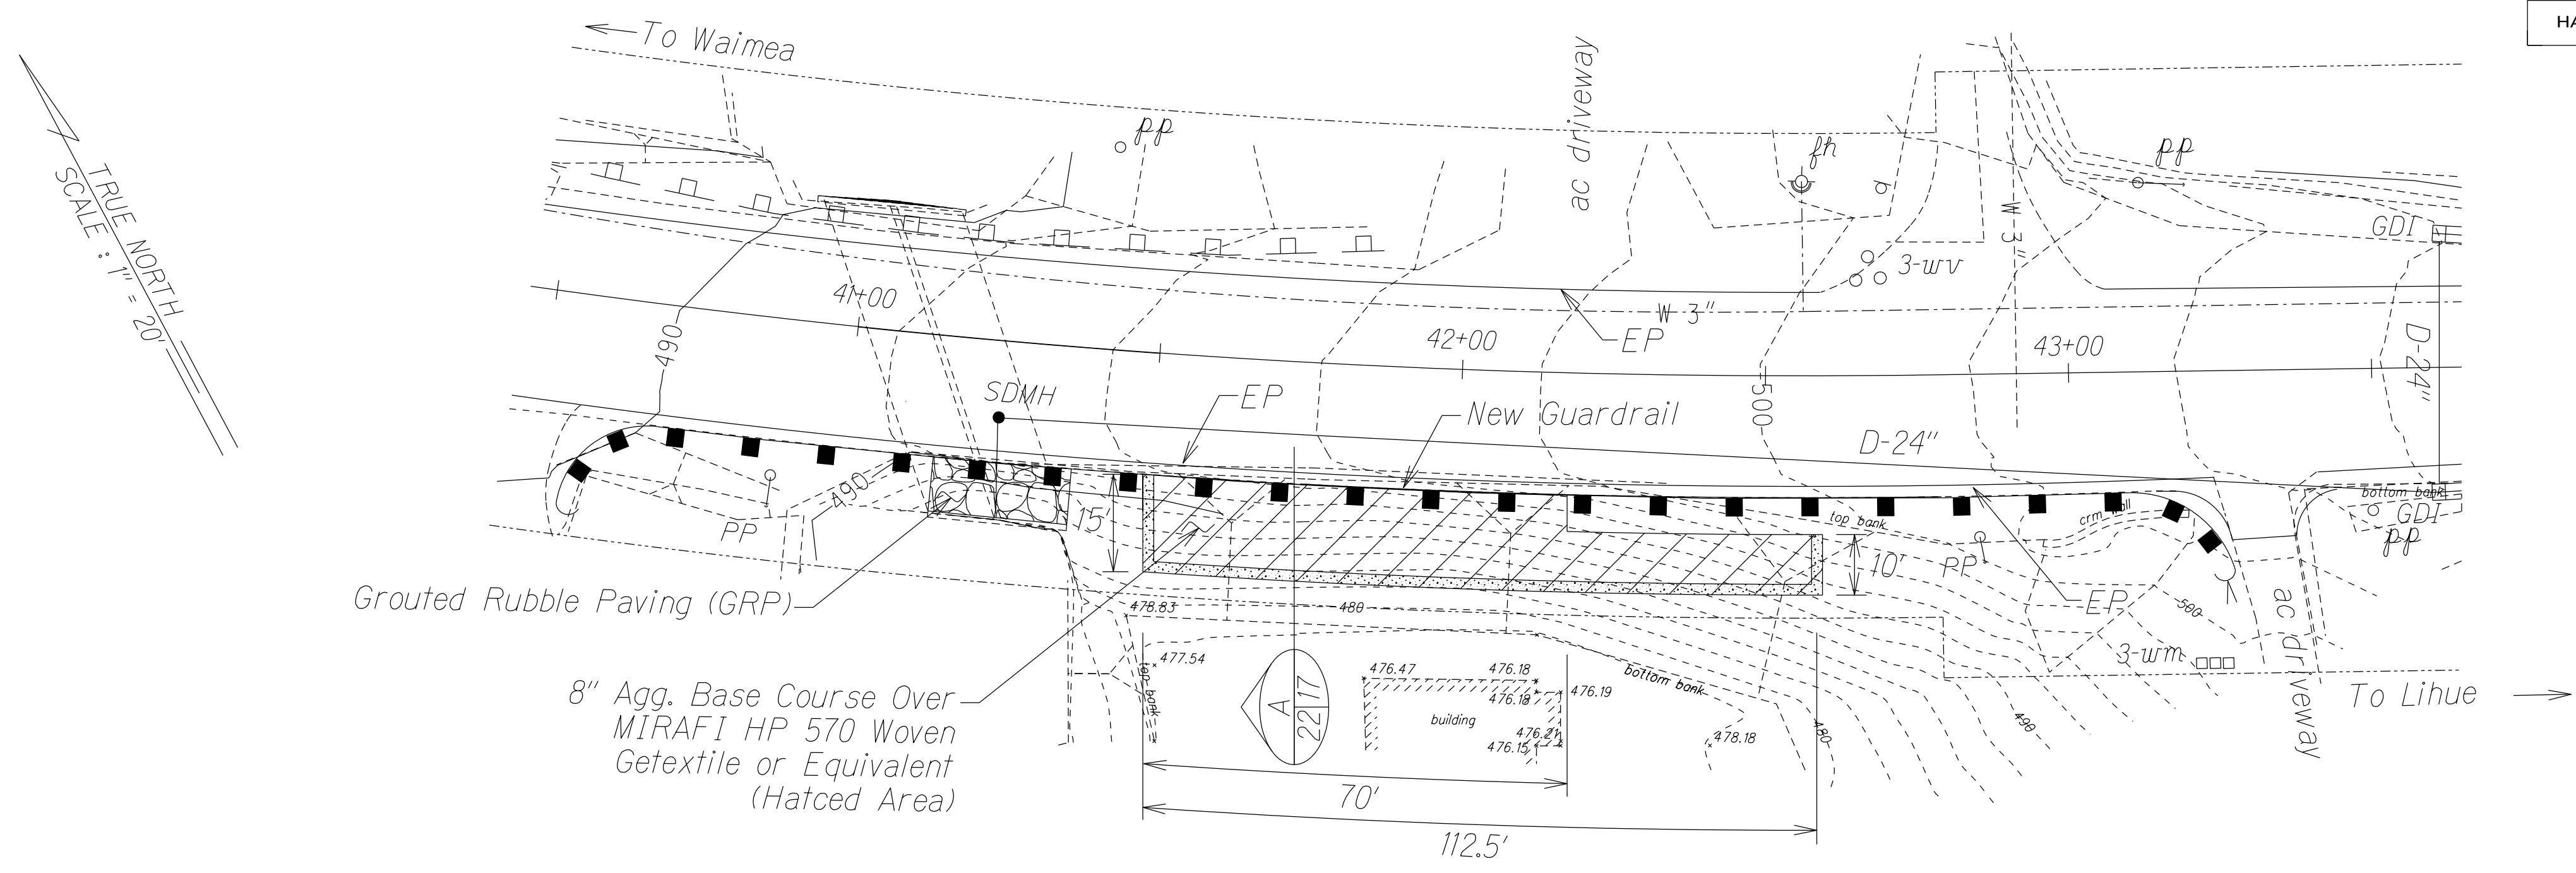 HA
To Waimea
TRUE NORTH
SCALE : 1" = 20'
pp
ac driveway
fh
pp
GDI
3-wv
W 3"
W 3"
EP
41+00
42+00
43+00
490
500
D-24"
SDMH
EP
New Guardrail
D-24"
490
PP
15'
top bank
crm wall
bottom bank
GDI
pp
10'
PP
EP
500
ac driveway
Grouted Rubble Paving (GRP)
478.83
480
477.54
top bank
476.47
476.18
476.18
476.19
building
476.21
476.15
bottom bank
478.18
480
490
3-wm
To Lihue
8" Agg. Base Course Over
MIRAFI HP 570 Woven
Getextile or Equivalent
(Hatced Area)
A
22
17
70'
112.5'